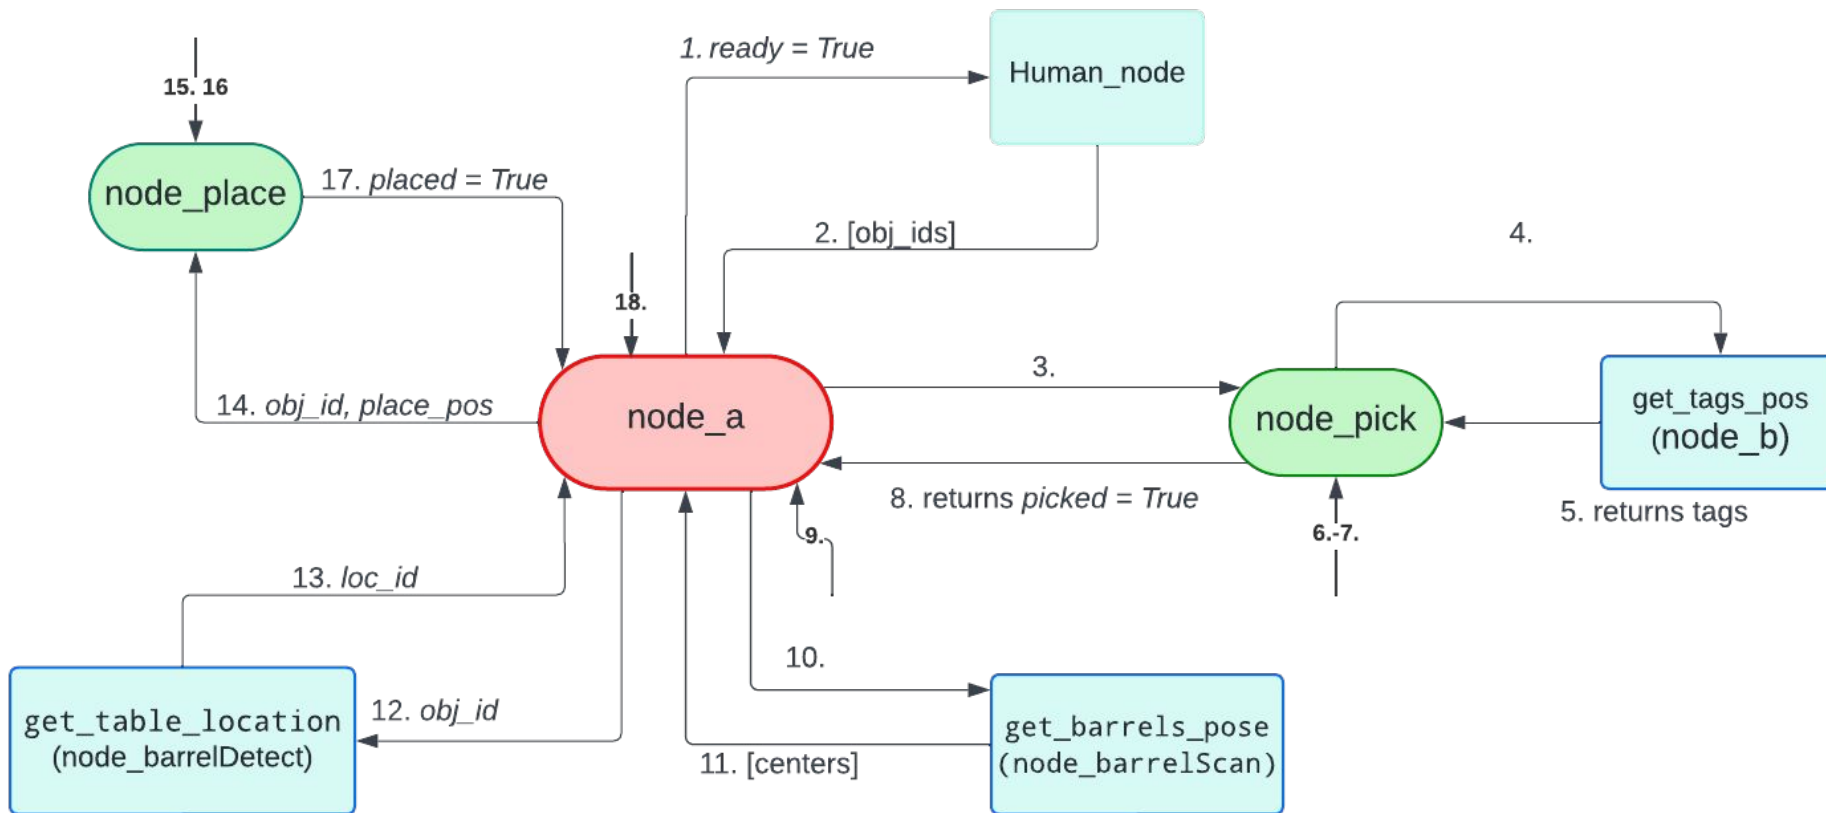 1. ready = True
Human_node
15. 16
node_place
17. placed = True
2. [obj_ids]
4.
18.
3.
14. obj_id, place_pos
node_a
node_pick
get_tags_pos
(node_b)
8. returns picked = True
5. returns tags
9.
6.-7.
13. loc_id
10.
12. obj_id
get_table_location
(node_barrelDetect)
get_barrels_pose
(node_barrelScan)
11. [centers]